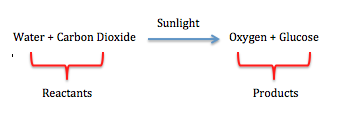 Sunlight
Water + Carbon Dioxide
Oxygen + Glucose
Reactants
Products